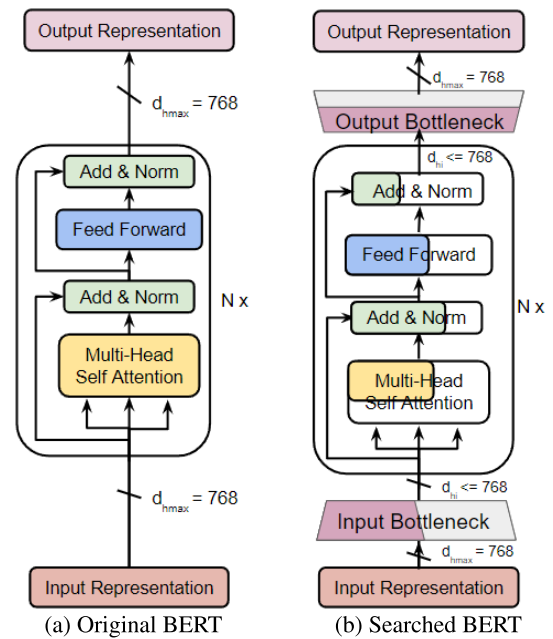 Output Representation
d_hmax = 768
Add & Norm
Feed Forward
Add & Norm
Multi-Head
Self Attention
N x
d_hmax = 768
Input Representation
(a) Original BERT
Output Representation
d_hmax = 768
Output Bottleneck
d_hi <= 768
Add & Norm
Feed Forward
Add & Norm
Multi-Head
Self Attention
N x
d_hi <= 768
Input Bottleneck
d_hmax = 768
Input Representation
(b) Searched BERT